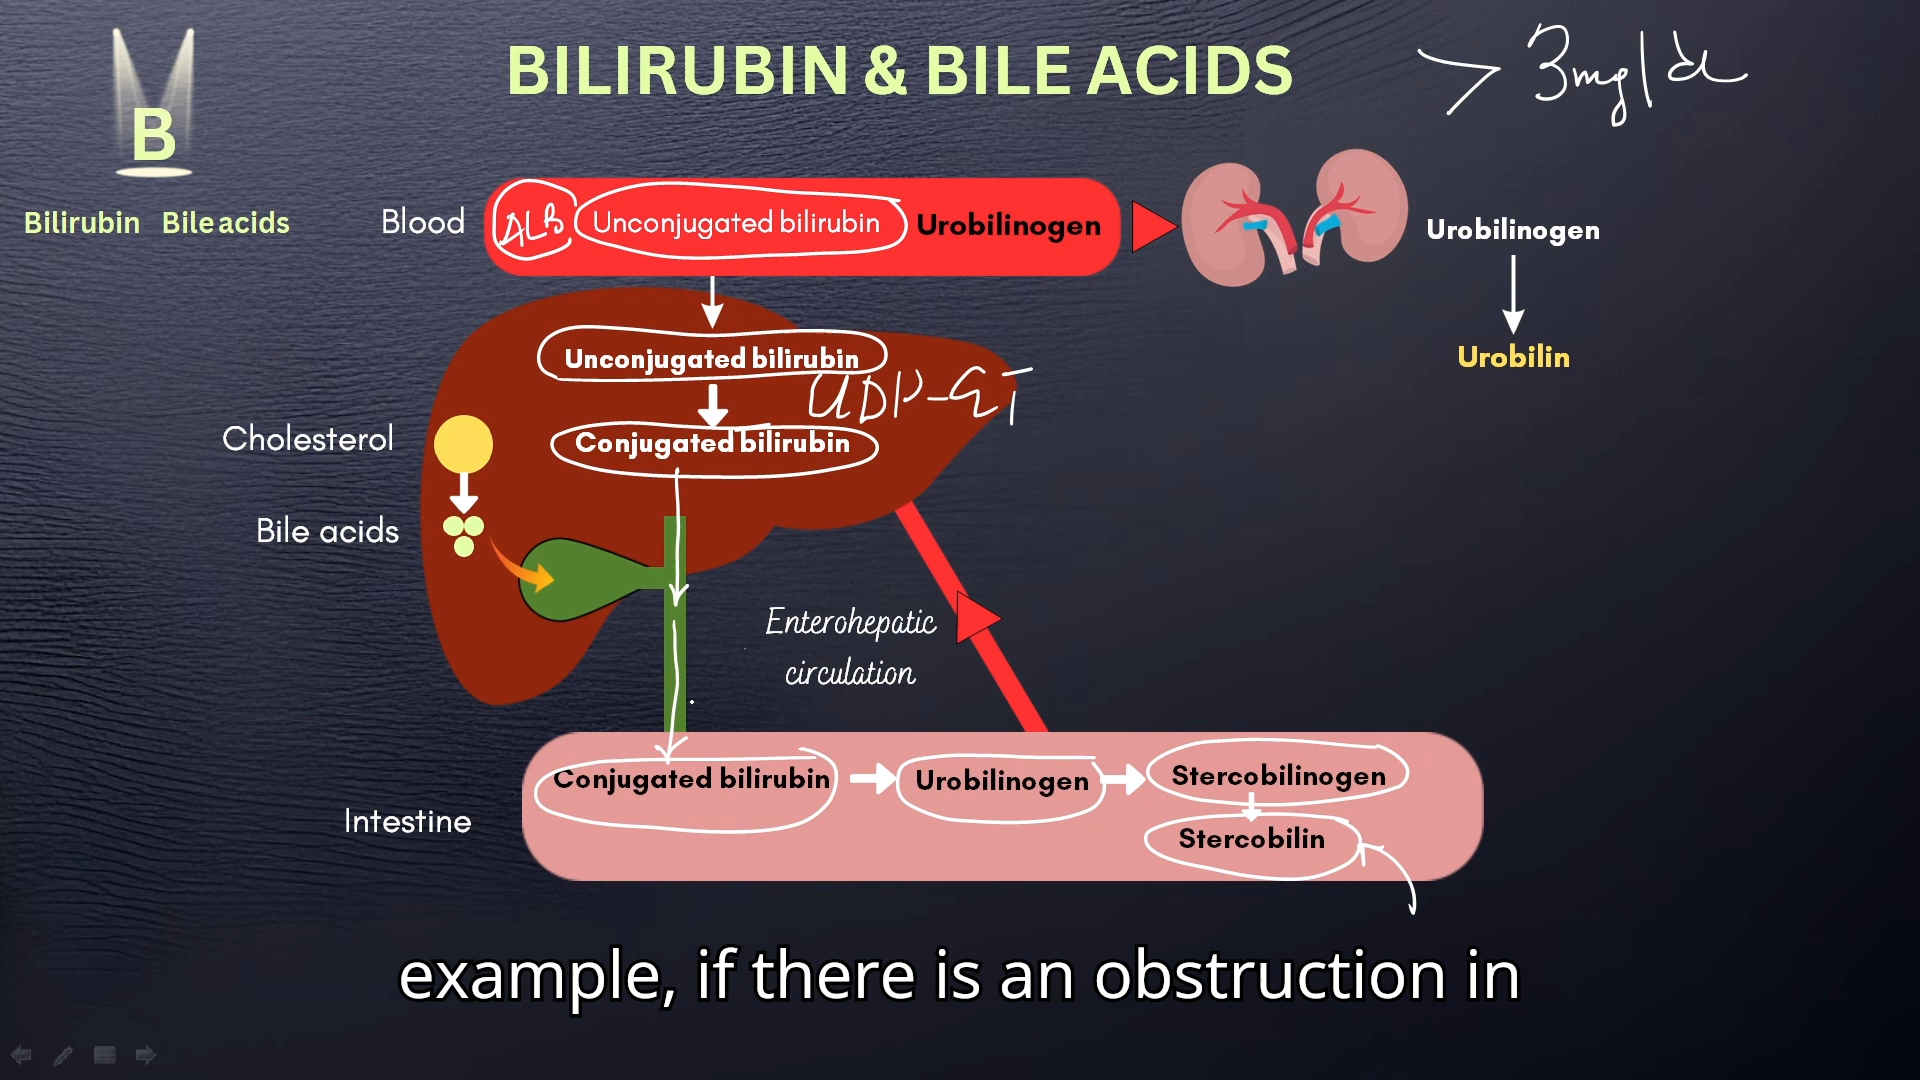 BILIRUBIN & BILE ACIDS
> 3mg/dl
B
Bilirubin Bile acids
Blood
ALB Unconjugated bilirubin Urobilinogen
Urobilinogen
Urobilin
Unconjugated bilirubin
UDP-GT
Conjugated bilirubin
Cholesterol
Bile acids
Enterohepatic
circulation
Intestine
Conjugated bilirubin Urobilinogen Stercobilinogen
Stercobilin
example, if there is an obstruction in